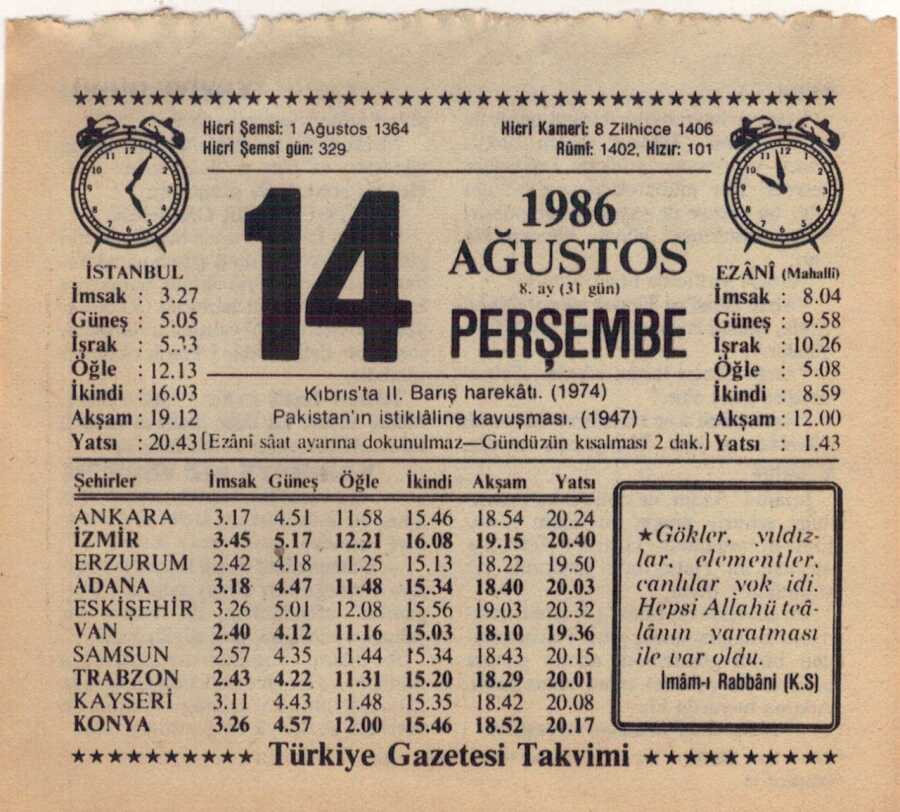 Hicrî Şemsi: 1 Ağustos 1364
Hicrî Şemsi gün: 329
Hicrî Kamerî: 8 Zilhicce 1406
Rûmî: 1402, Hızır: 101
14
1986
AĞUSTOS
8. ay (31 gün)
PERŞEMBE
İSTANBUL
İmsak : 3.27
Güneş : 5.05
İşrak : 5.33
Öğle : 12.13
İkindi : 16.03
Akşam : 19.12
Yatsı : 20.43
EZÂNÎ (Mahallî)
İmsak : 8.04
Güneş : 9.58
İşrak : 10.26
Öğle : 5.08
İkindi : 8.59
Akşam : 12.00
Yatsı : 1.43
Kıbrıs'ta II. Barış harekâtı. (1974)
Pakistan'ın istiklâline kavuşması. (1947)
[Ezânî sâat ayarına dokunulmaz—Gündüzün kısalması 2 dak.]
Şehirler İmsak Güneş Öğle İkindi Akşam Yatsı
ANKARA 3.17 4.51 11.58 15.46 18.54 20.24
İZMİR 3.45 5.17 12.21 16.08 19.15 20.40
ERZURUM 2.42 4.18 11.25 15.13 18.22 19.50
ADANA 3.18 4.47 11.48 15.34 18.40 20.03
ESKİŞEHİR 3.26 5.01 12.08 15.56 19.03 20.32
VAN 2.40 4.12 11.16 15.03 18.10 19.36
SAMSUN 2.57 4.35 11.44 15.34 18.43 20.15
TRABZON 2.43 4.22 11.31 15.20 18.29 20.01
KAYSERİ 3.11 4.43 11.48 15.35 18.42 20.08
KONYA 3.26 4.57 12.00 15.46 18.52 20.17
★Gökler, yıldız-
lar, elementler,
canlılar yok idi.
Hepsi Allahü teâ-
lânın yaratması
ile var oldu.
İmâm-ı Rabbâni (K.S)
Türkiye Gazetesi Takvimi